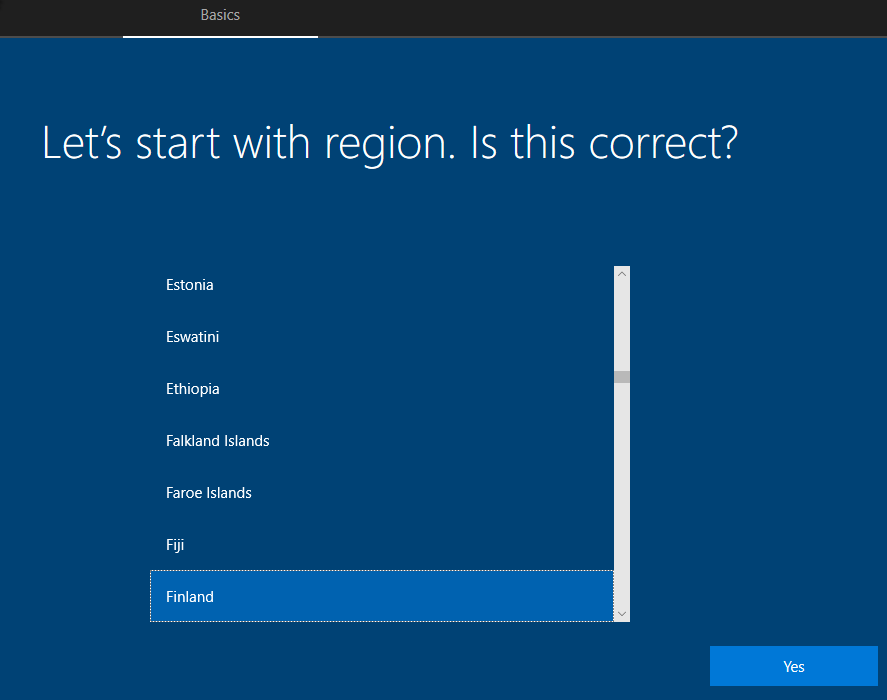 Basics
Let’s start with region. Is this correct?
Estonia
Eswatini
Ethiopia
Falkland Islands
Faroe Islands
Fiji
Finland
Yes